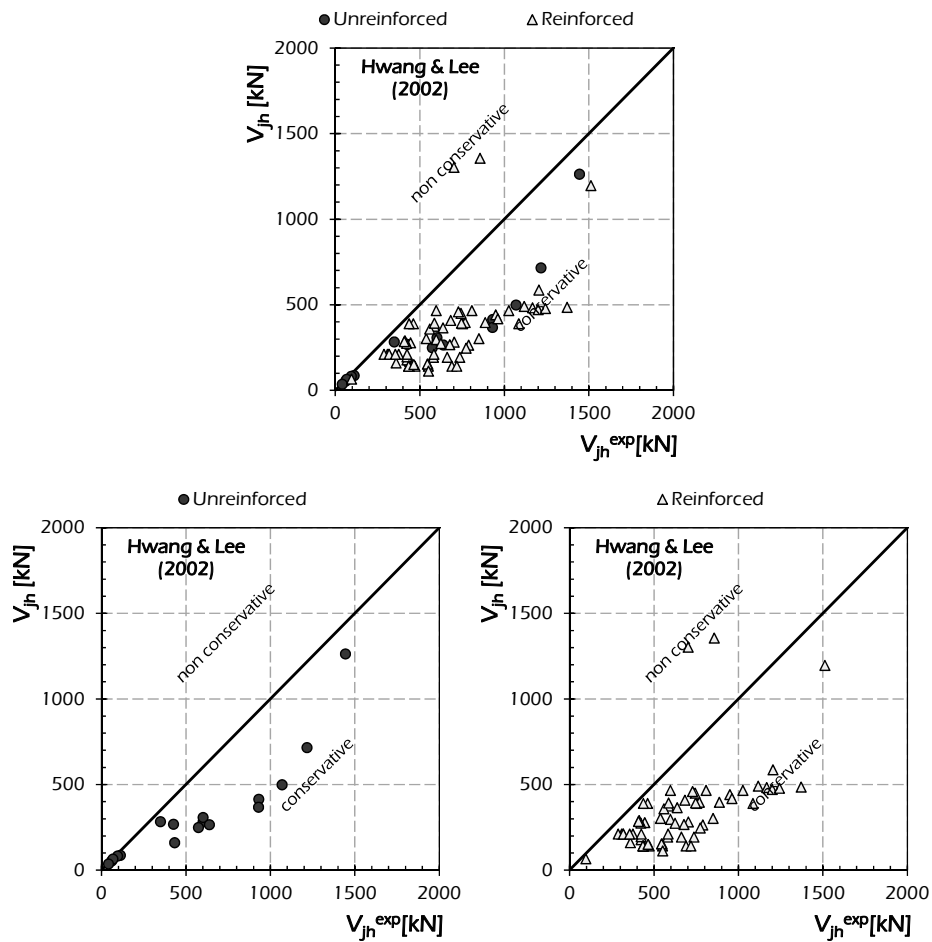 Unreinforced Reinforced
2000
Hwang & Lee
(2002)
V_jh [kN]
1500
non conservative
1000
conservative
500
0
0 500 1000 1500 2000
V_jh^exp[kN]
Unreinforced
2000
Hwang & Lee
(2002)
V_jh [kN]
1500
non conservative
1000
conservative
500
0
0 500 1000 1500 2000
V_jh^exp[kN]
Reinforced
2000
Hwang & Lee
(2002)
V_jh [kN]
1500
non conservative
1000
conservative
500
0
0 500 1000 1500 2000
V_jh^exp[kN]